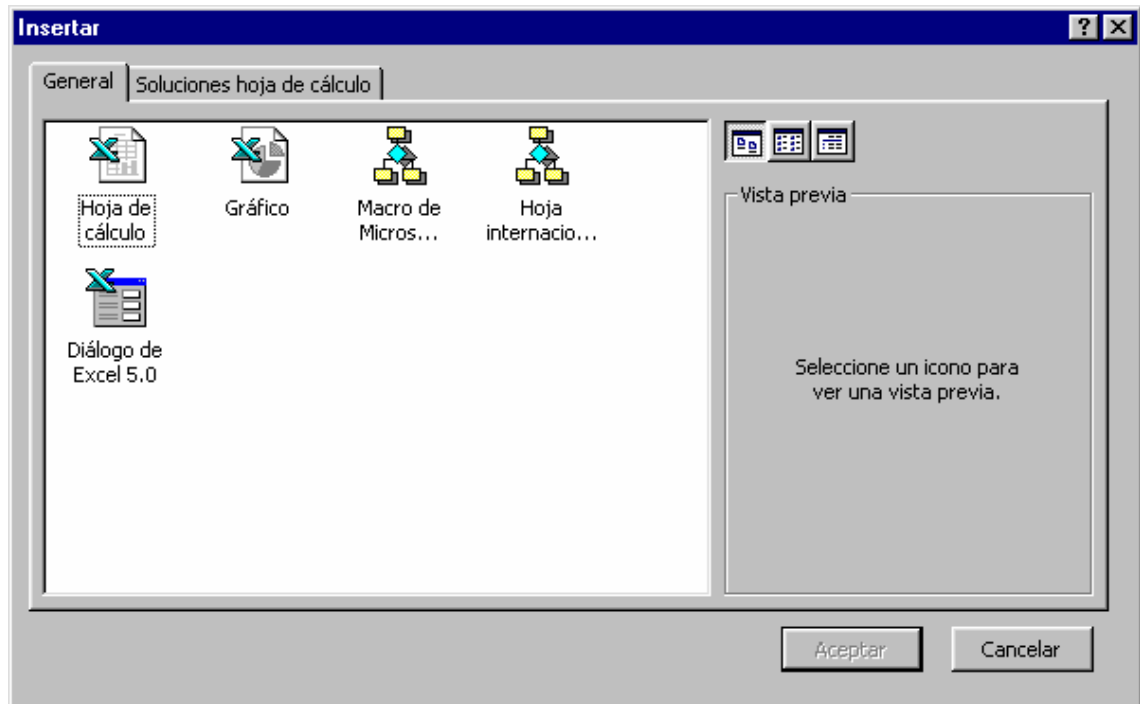 Insertar
General
Soluciones hoja de cálculo
Hoja de
cálculo
Gráfico
Macro de
Micros...
Hoja
internacio...
Diálogo de
Excel 5.0
Vista previa
Seleccione un icono para
ver una vista previa.
Aceptar
Cancelar